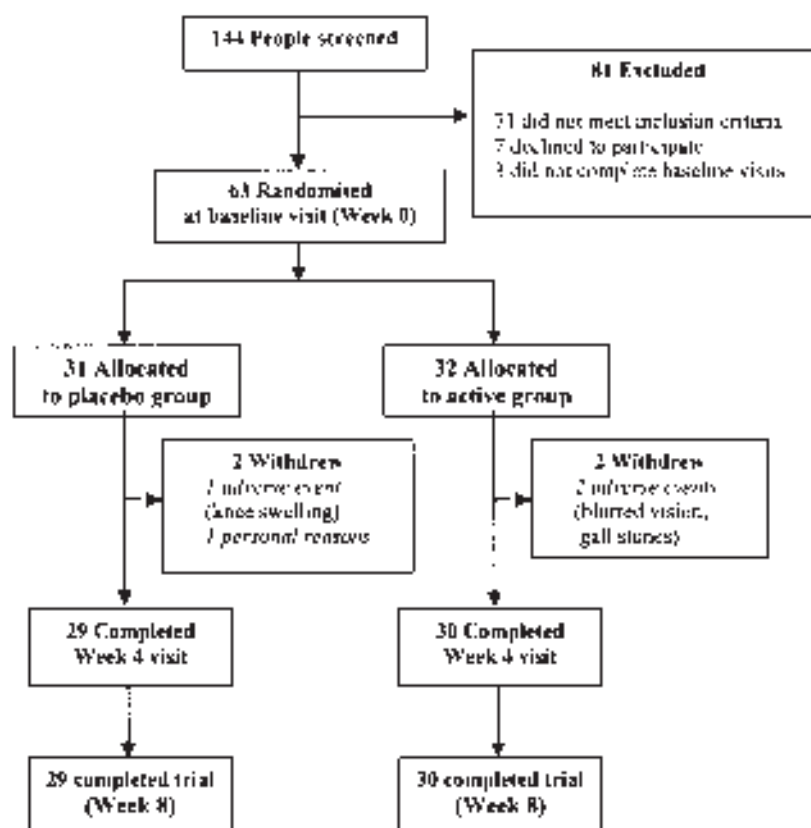 144 People screened
81 Excluded
71 did not meet inclusion criteria
7 declined to participate
3 did not complete baseline visits
63 Randomised
at baseline visit (Week 0)
31 Allocated
to placebo group
32 Allocated
to active group
2 Withdrew
1 adverse event
(knee swelling)
1 personal reasons
2 Withdrew
2 adverse events
(blurred vision,
gall stones)
29 Completed
Week 4 visit
30 Completed
Week 4 visit
29 completed trial
(Week 8)
30 completed trial
(Week 8)